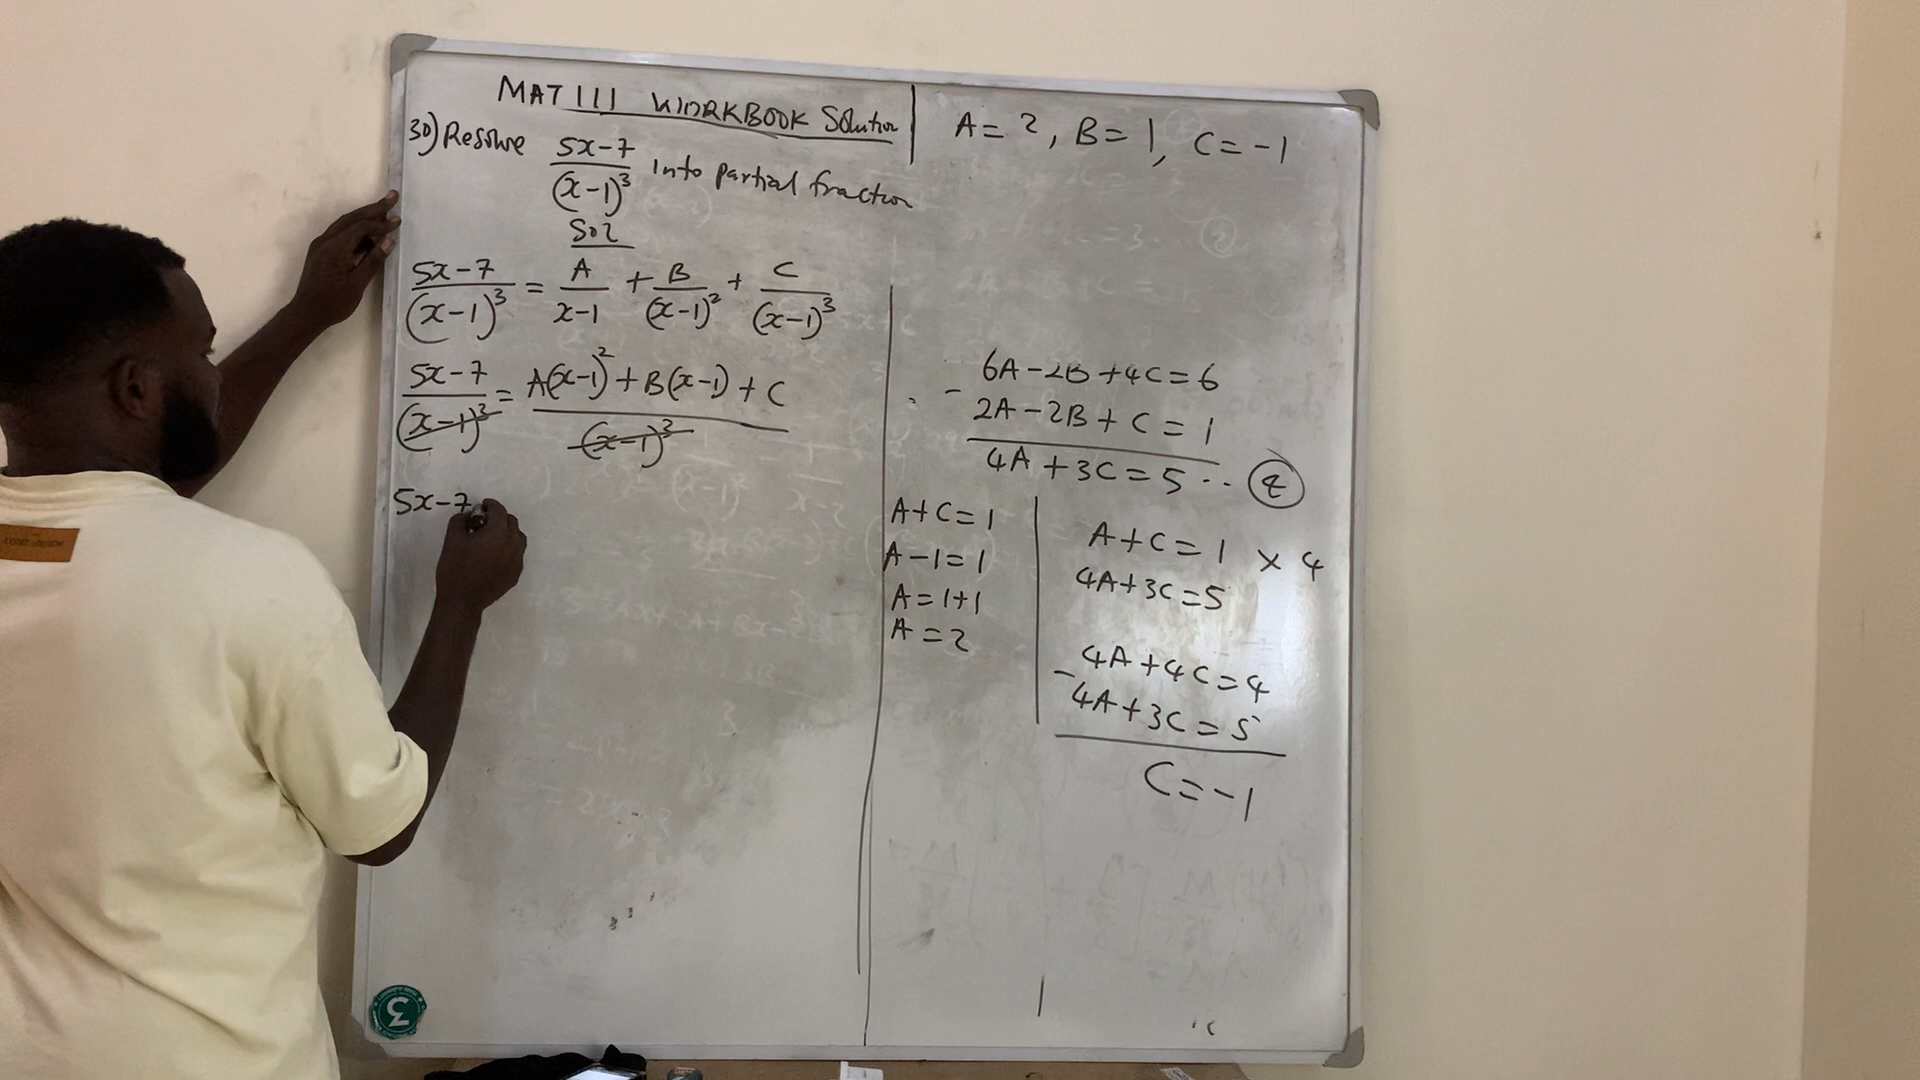 MAT 111 WORKBOOK Solution
30) Resolve 5x-7/(x-1)³ into partial fraction
Sol
5x-7/(x-1)³ = A/x-1 + B/(x-1)² + C/(x-1)³
5x-7/(x-1)³ = A(x-1)²+B(x-1)+C/(x-1)³
5x-7
A=2, B=1, C=-1
6A-2B+4C=6
- 2A-2B+C=1
4A+3C=5.. ④
A+C=1
A-1=1
A=1+1
A=2
A+C=1 × 4
4A+3C=5
4A+4C=4
- 4A+3C=5
C=-1
3